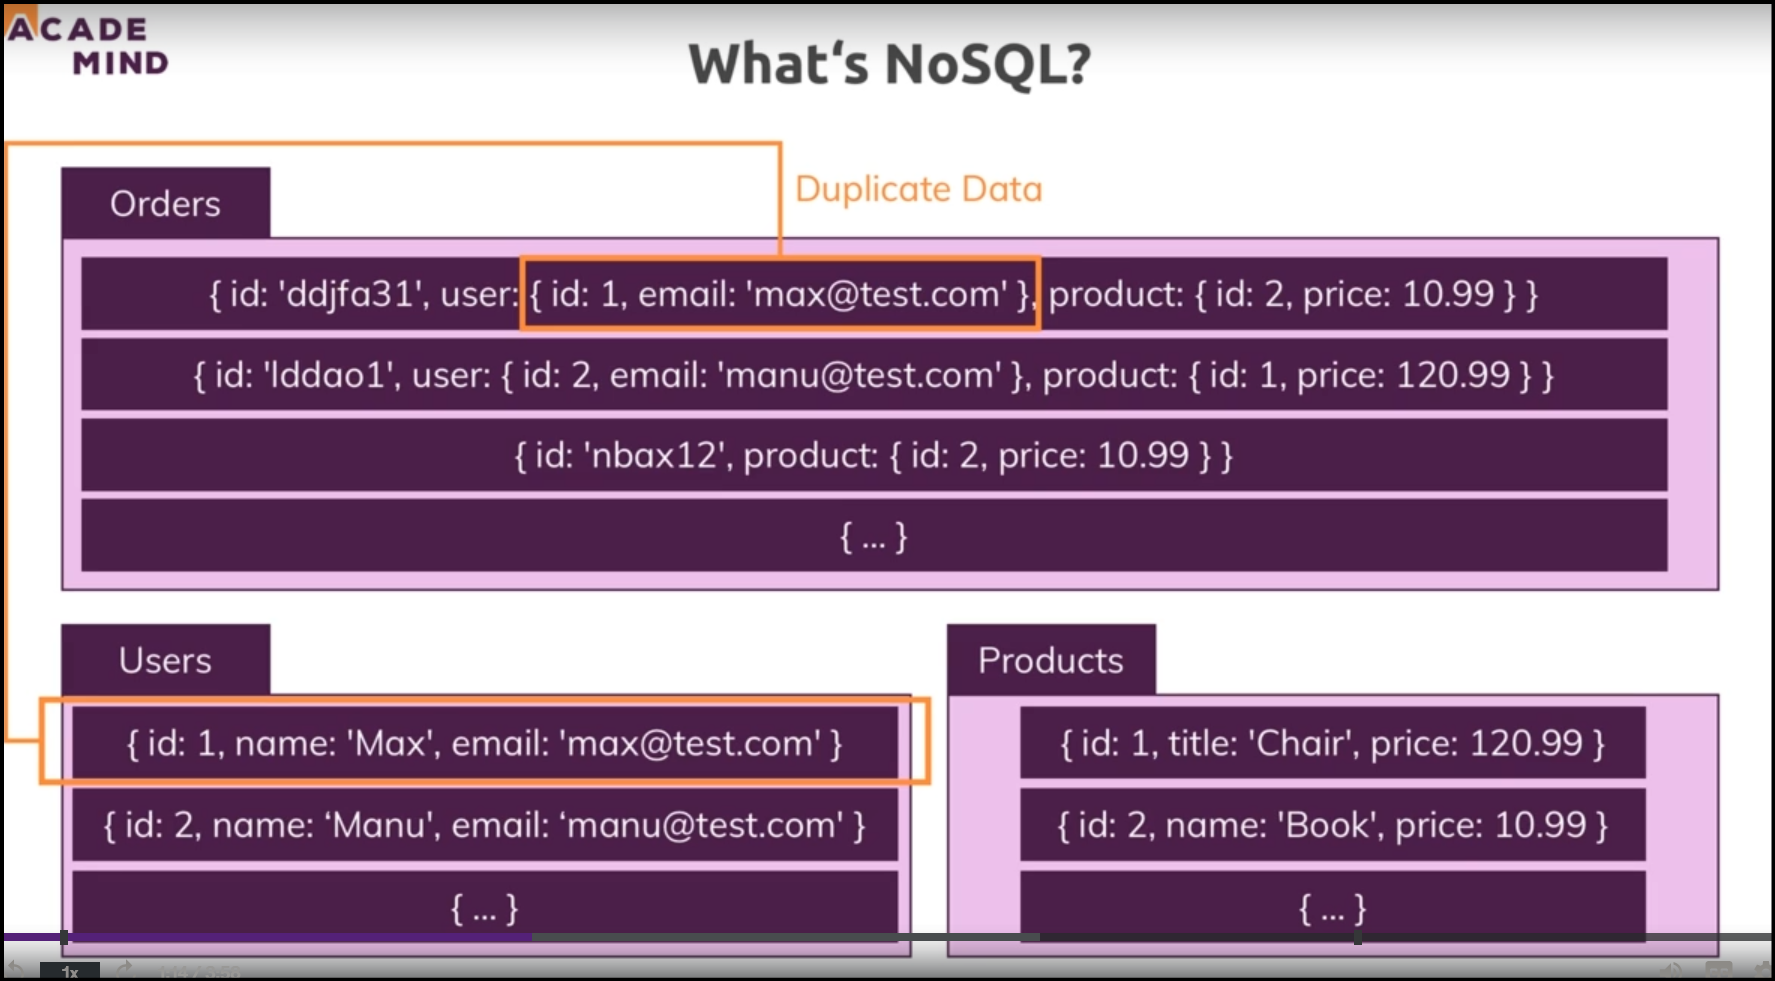 ACADE
MIND
What‘s NoSQL?
Duplicate Data
Orders
{ id: 'ddjfa31', user: { id: 1, email: 'max@test.com' }, product: { id: 2, price: 10.99 } }
{ id: 'lddao1', user: { id: 2, email: 'manu@test.com' }, product: { id: 1, price: 120.99 } }
{ id: 'nbax12', product: { id: 2, price: 10.99 } }
{ ... }
Users
{ id: 1, name: 'Max', email: 'max@test.com' }
{ id: 2, name: ‘Manu', email: ‘manu@test.com' }
{ ... }
Products
{ id: 1, title: 'Chair', price: 120.99 }
{ id: 2, name: 'Book', price: 10.99 }
{ ... }
1x